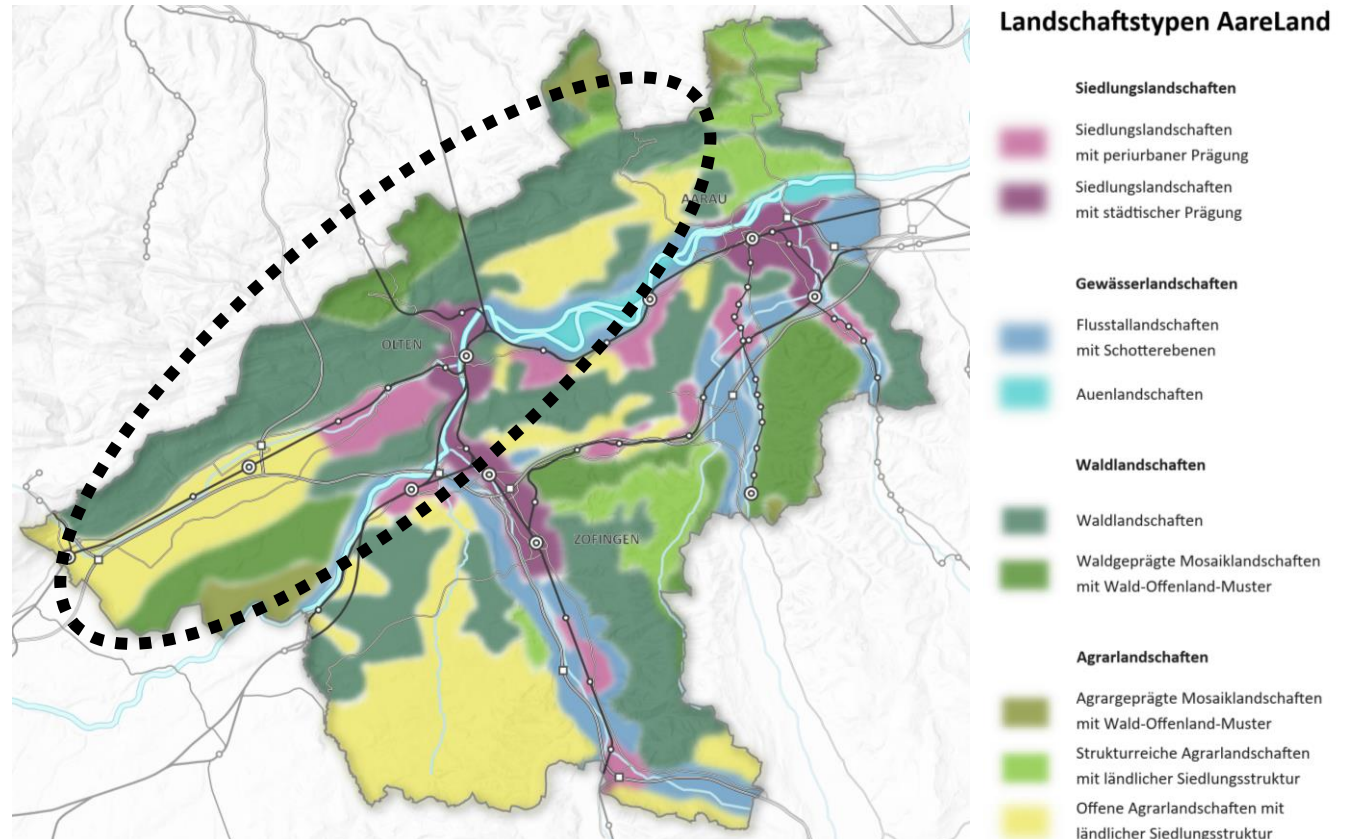 Landschaftstypen AareLand
Siedlungslandschaften
Siedlungslandschaften
mit periurbaner Prägung
Siedlungslandschaften
mit städtischer Prägung
Gewässerlandschaften
Flusstallandschaften
mit Schotterebenen
Auenlandschaften
Waldlandschaften
Waldlandschaften
Waldgeprägte Mosaiklandschaften
mit Wald-Offenland-Muster
Agrarlandschaften
Agrargeprägte Mosaiklandschaften
mit Wald-Offenland-Muster
Strukturreiche Agrarlandschaften
mit ländlicher Siedlungsstruktur
Offene Agrarlandschaften mit
ländlicher Siedlungsstruktur
AARAU
OLTEN
ZOFINGEN